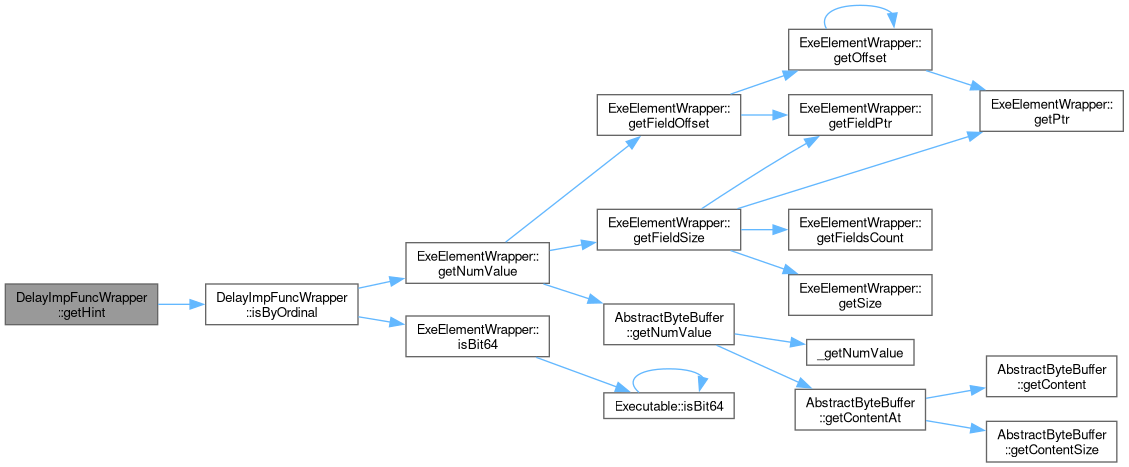 DelayImpFuncWrapper
::getHint
DelayImpFuncWrapper
::isByOrdinal
ExeElementWrapper::
getNumValue
ExeElementWrapper::
isBit64
ExeElementWrapper::
getFieldOffset
ExeElementWrapper::
getFieldSize
AbstractByteBuffer
::getNumValue
Executable::isBit64
ExeElementWrapper::
getOffset
ExeElementWrapper::
getFieldPtr
ExeElementWrapper::
getFieldsCount
ExeElementWrapper::
getSize
_getNumValue
AbstractByteBuffer
::getContentAt
ExeElementWrapper::
getPtr
AbstractByteBuffer
::getContent
AbstractByteBuffer
::getContentSize